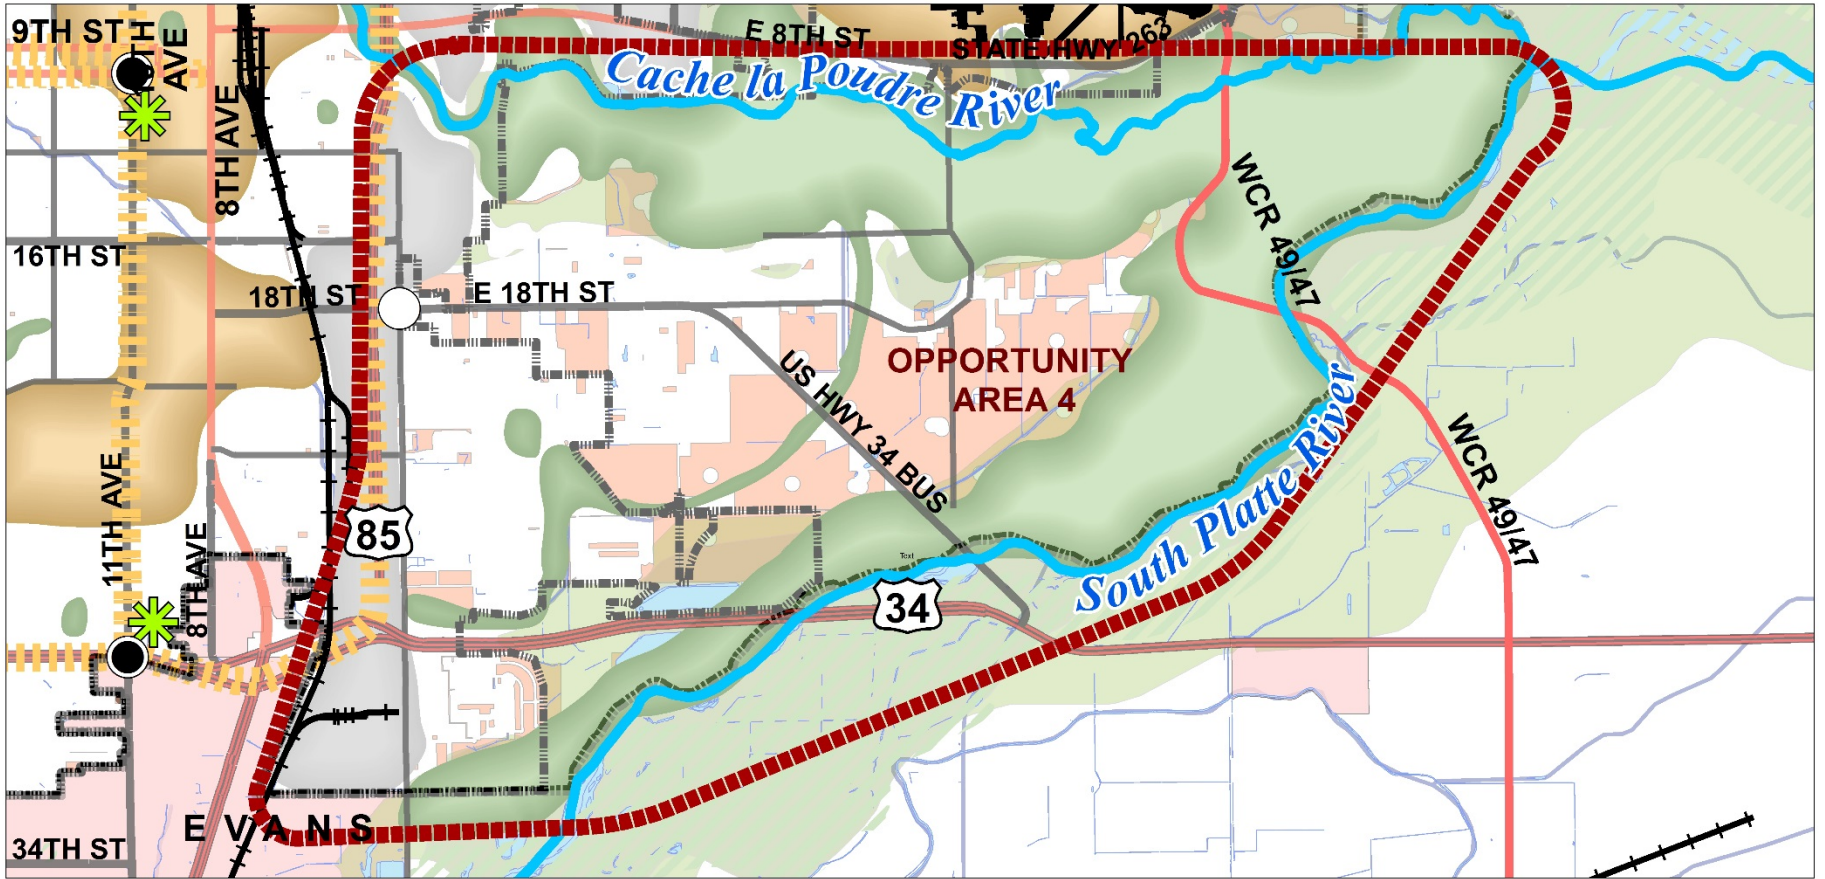 9TH ST
10TH
AVE
E 8TH ST
STATE HWY 263
Cache la Poudre River
8TH AVE
WCR 49/47
16TH ST
18TH ST
E 18TH ST
OPPORTUNITY
AREA 4
US HWY 34 BUS
South Platte River
WCR 49/47
11TH AVE
85
8TH AVE
Text
34
EVANS
34TH ST